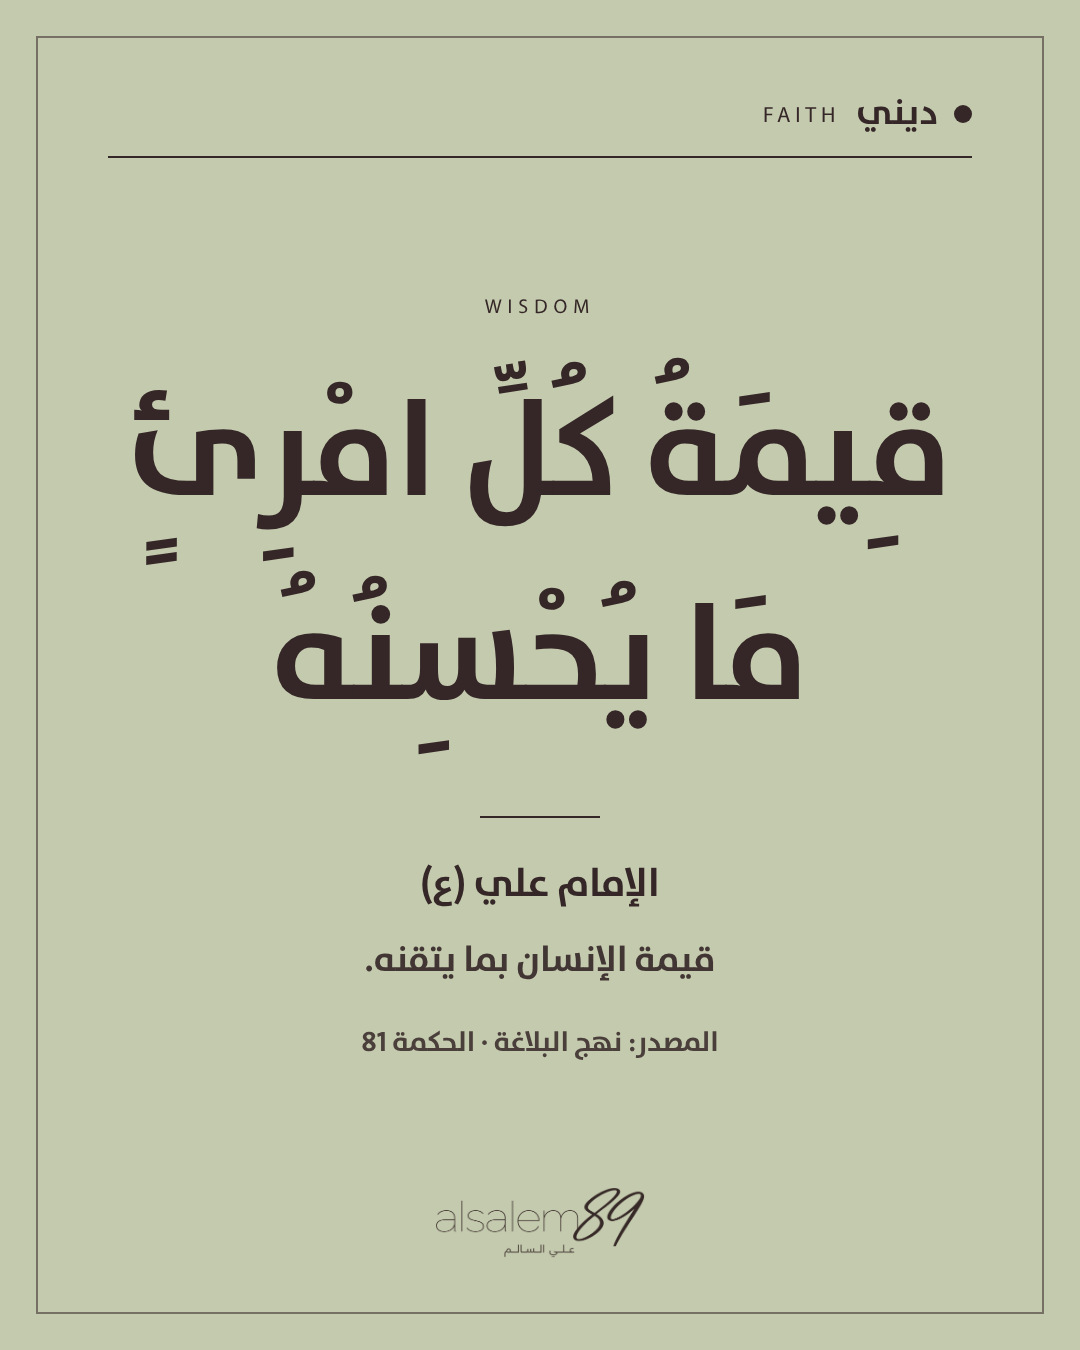 ديني FAITH
WISDOM
قِيمَةُ كُلِّ امْرِئٍ
مَا يُحْسِنُهُ
الإمام علي (ع)
قيمة الإنسان بما يتقنه.
المصدر: نهج البلاغة · الحكمة 81
alsalem89
علي السالم